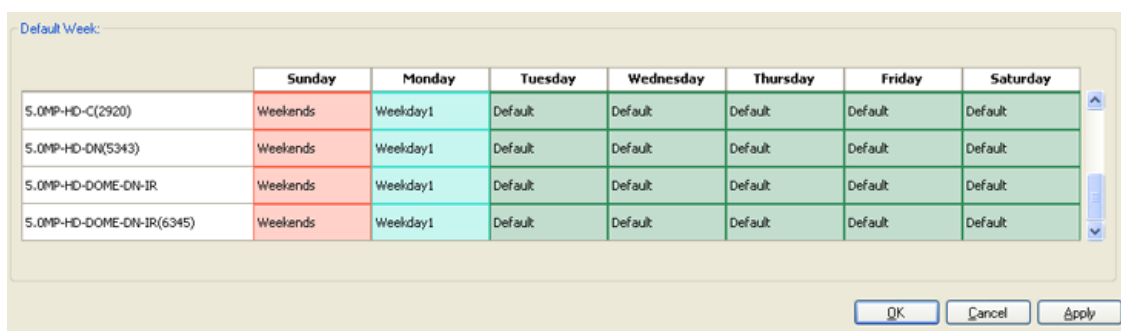 Default Week:
Sunday Monday Tuesday Wednesday Thursday Friday Saturday
5.0MP-HD-C(2920) Weekends Weekday1 Default Default Default Default Default
5.0MP-HD-DN(5343) Weekends Weekday1 Default Default Default Default Default
5.0MP-HD-DOME-DN-IR Weekends Weekday1 Default Default Default Default Default
5.0MP-HD-DOME-DN-IR(6345) Weekends Weekday1 Default Default Default Default Default
OK Cancel Apply